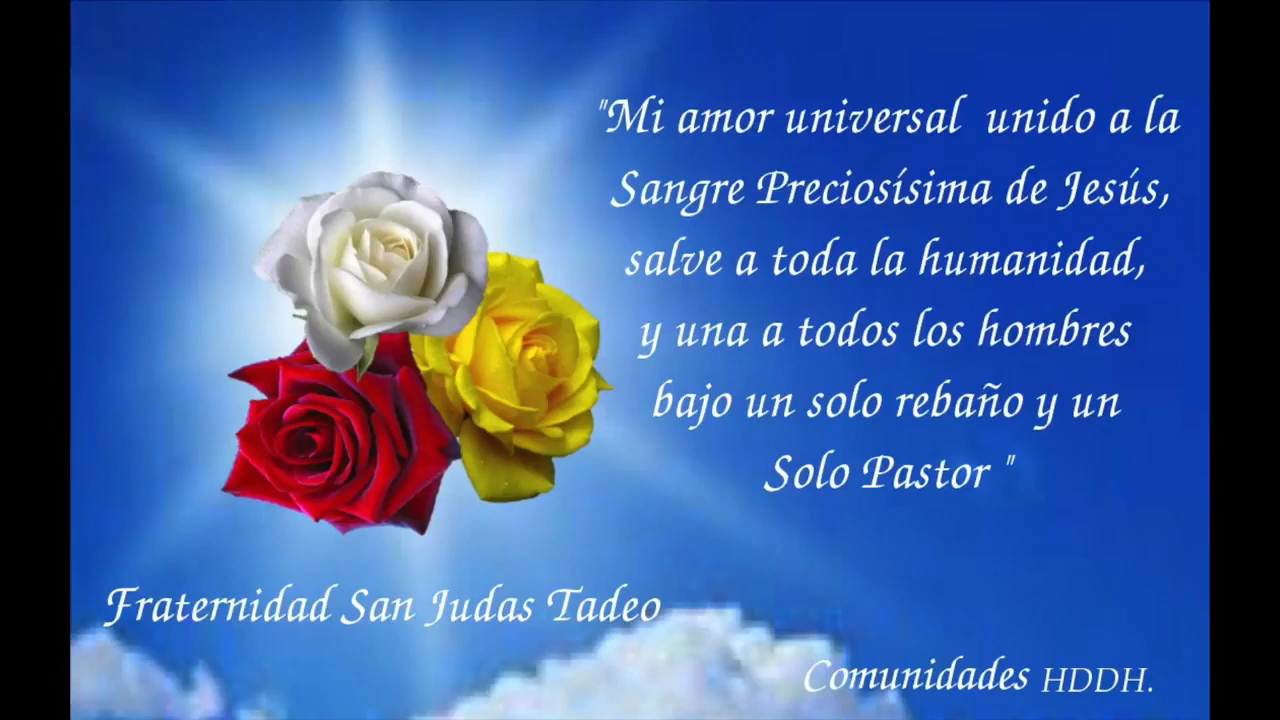 "Mi amor universal unido a la
Sangre Preciosísima de Jesús,
salve a toda la humanidad,
y una a todos los hombres
bajo un solo rebaño y un
Solo Pastor "
Fraternidad San Judas Tadeo
Comunidades HDDH.